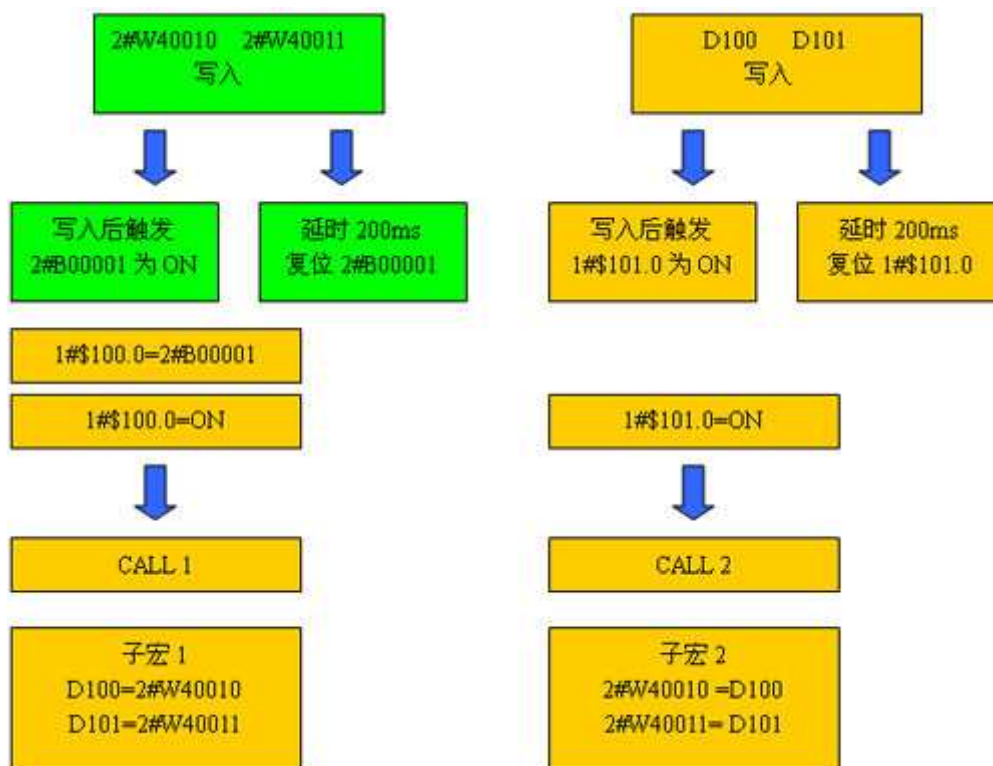 2#W40010 2#W40011
写入
D100 D101
写入
写入后触发
2#B00001 为 ON
延时 200ms
复位 2#B00001
写入后触发
1#$101.0 为 ON
延时 200ms
复位 1#$101.0
1#$100.0=2#B00001
1#$100.0=ON
1#$101.0=ON
CALL 1
CALL 2
子宏 1
D100=2#W40010
D101=2#W40011
子宏 2
2#W40010 =D100
2#W40011= D101